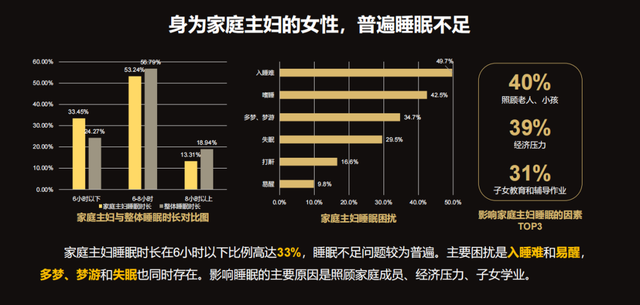 身为家庭主妇的女性，普遍睡眠不足
60.00%
50.00%
40.00%
30.00%
20.00%
10.00%
0.00%
33.45%
24.27%
53.24%
56.79%
13.31%
18.94%
6小时以下
6-8小时
8小时以上
家庭主妇睡眠时长
整体睡眠时长
家庭主妇与整体睡眠时长对比图
入睡难
49.7%
嗜睡
42.5%
多梦、梦游
34.7%
失眠
29.5%
打鼾
16.6%
易醒
9.8%
0.0%
10.0%
20.0%
30.0%
40.0%
50.0%
家庭主妇睡眠困扰
40%
照顾老人、小孩
39%
经济压力
31%
子女教育和辅导作业
影响家庭主妇睡眠的因素
TOP3
家庭主妇睡眠时长在6小时以下比例高达33%，睡眠不足问题较为普遍。主要困扰是入睡难和易醒，
多梦、梦游和失眠也同时存在。影响睡眠的主要原因是照顾家庭成员、经济压力、子女学业。